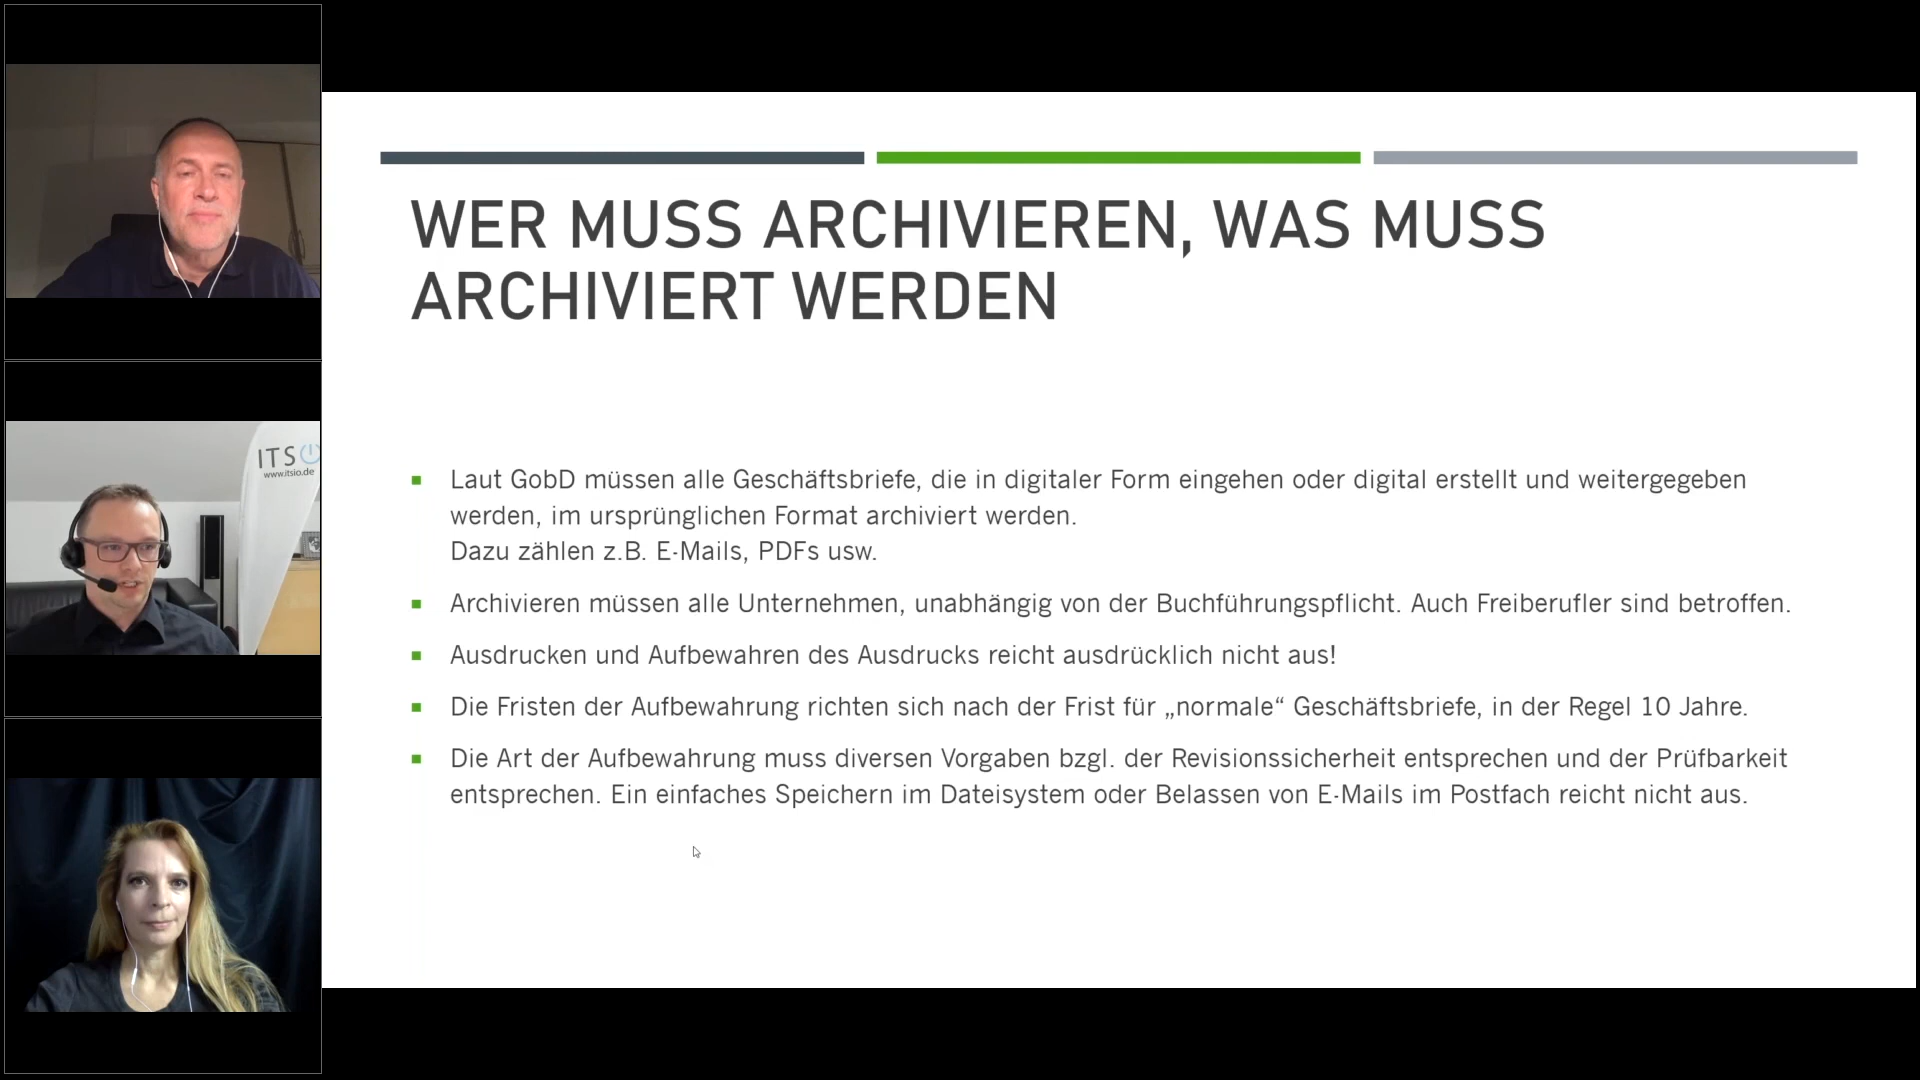 ITS
www.itsio.de
WER MUSS ARCHIVIEREN, WAS MUSS
ARCHIVIERT WERDEN
Laut GobD müssen alle Geschäftsbriefe, die in digitaler Form eingehen oder digital erstellt und weitergegeben
werden, im ursprünglichen Format archiviert werden.
Dazu zählen z.B. E-Mails, PDFs usw.
Archivieren müssen alle Unternehmen, unabhängig von der Buchführungspflicht. Auch Freiberufler sind betroffen.
Ausdrucken und Aufbewahren des Ausdrucks reicht ausdrücklich nicht aus!
Die Fristen der Aufbewahrung richten sich nach der Frist für „normale“ Geschäftsbriefe, in der Regel 10 Jahre.
Die Art der Aufbewahrung muss diversen Vorgaben bzgl. der Revisionssicherheit entsprechen und der Prüfbarkeit
entsprechen. Ein einfaches Speichern im Dateisystem oder Belassen von E-Mails im Postfach reicht nicht aus.